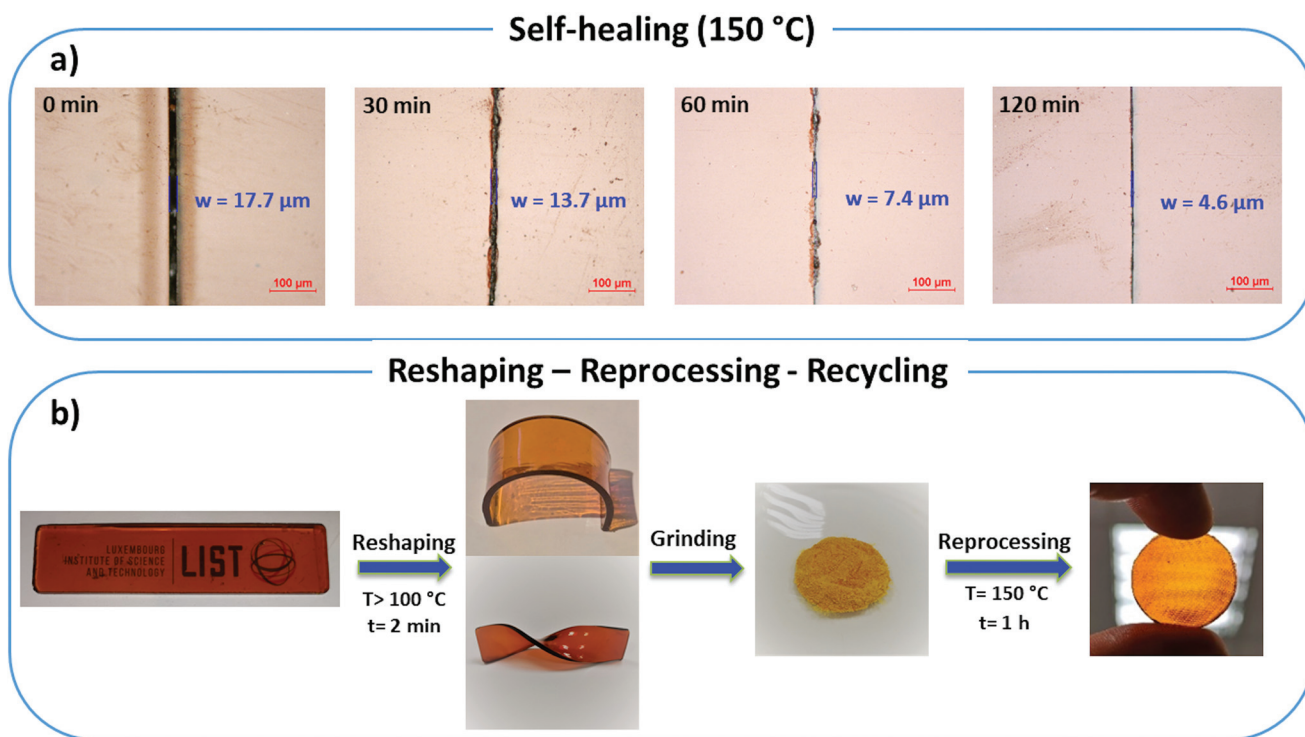 Self-healing (150 °C)
a)
0 min
w = 17.7 µm
100 µm
30 min
w = 13.7 µm
100 µm
60 min
w = 7.4 µm
100 µm
120 min
w = 4.6 µm
100 µm
Reshaping – Reprocessing - Recycling
b)
LUXEMBOURG
INSTITUTE OF SCIENCE
AND TECHNOLOGY
LIST
Reshaping
T> 100 °C
t= 2 min
Grinding
Reprocessing
T= 150 °C
t= 1 h